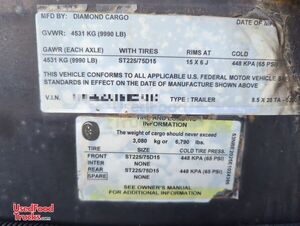 MFD BY: DIAMOND CARGO
DATE OF
GVWR: 4531 KG (9990 LB)
GAWR (EACH AXLE) WITH TIRES RIMS AT COLD
4531 KG (9990 LB) ST225/75D15 15 X 6 J 448 KPA (65 PSI)
THIS VEHICLE CONFORMS TO ALL APPLICABLE U.S. FEDERAL MOTOR VEHICLE SA
STANDARDS IN EFFECT ON THE DATE OF MANUFACTURE SHOWN ABOVE
V.I.N. TYPE: TRAILER 8.5 X 20 TA
TIRE AND LOADING
INFORMATION
The weight of cargo should never exceed
3,080 kg or 6,790 lbs.
TIRE SIZE COLD TIRE PRESS
FRONT ST225/75D15 448 KPA (65 PSI)
INTER NONE
REAR ST225/75D15 448 KPA (65 PSI)
SPARE NONE
SEE OWNER'S MANUAL
FOR ADDITIONAL INFORMATION